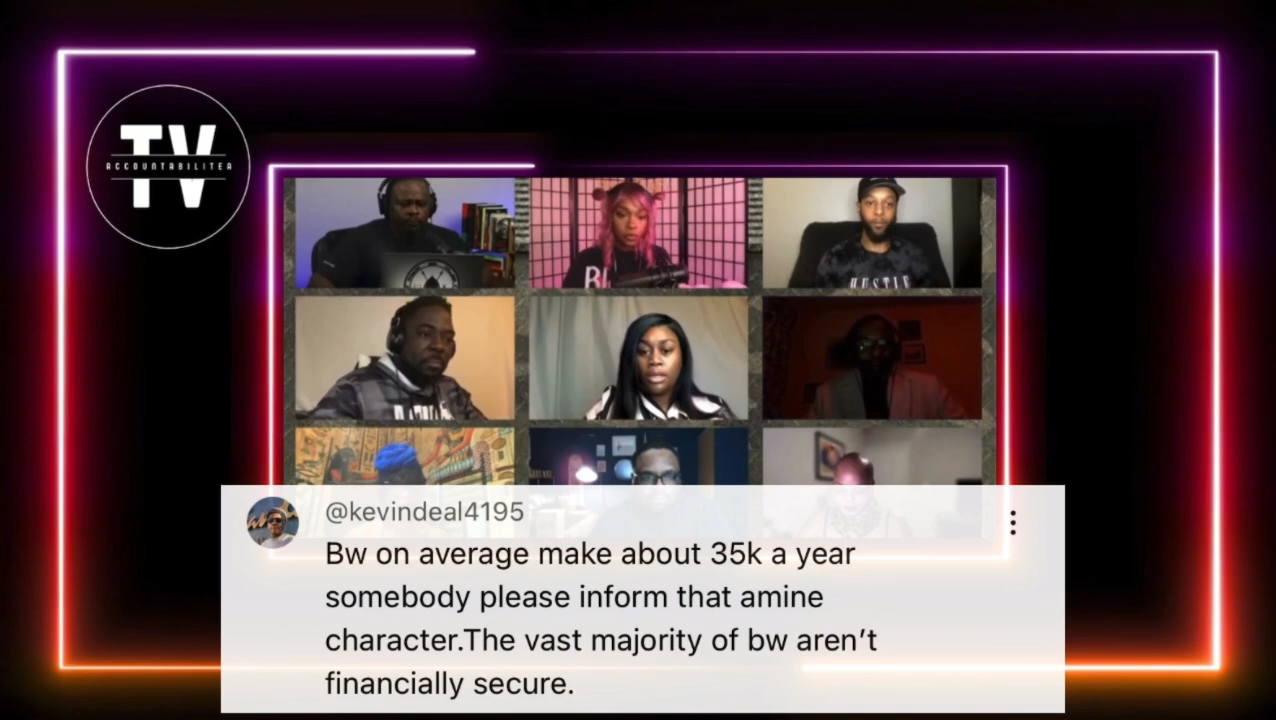 TV
ACCOUNTABILITEA
HUSTLE
@kevindeal4195
Bw on average make about 35k a year
somebody please inform that amine
character.The vast majority of bw aren’t
financially secure.